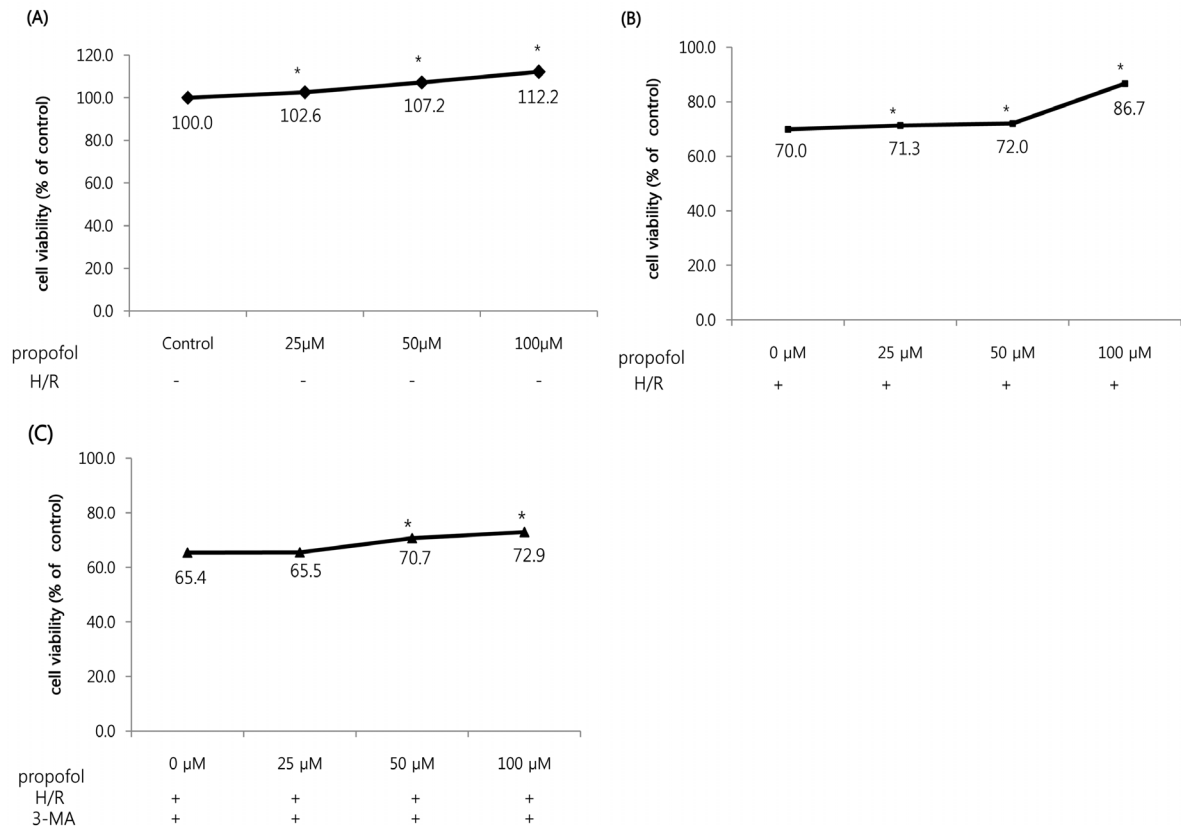 (A)
cell viability (% of control)
120.0
100.0
80.0
60.0
40.0
20.0
0.0
* * *
100.0 102.6 107.2 112.2
propofol Control 25μM 50μM 100μM
H/R - - - -
(B)
cell viability (% of control)
100.0
80.0
60.0
40.0
20.0
0.0
* * *
70.0 71.3 72.0 86.7
propofol 0 μM 25 μM 50 μM 100 μM
H/R + + + +
(C)
cell viability (% of control)
100.0
80.0
60.0
40.0
20.0
0.0
* *
65.4 65.5 70.7 72.9
propofol 0 μM 25 μM 50 μM 100 μM
H/R + + + +
3-MA + + + +